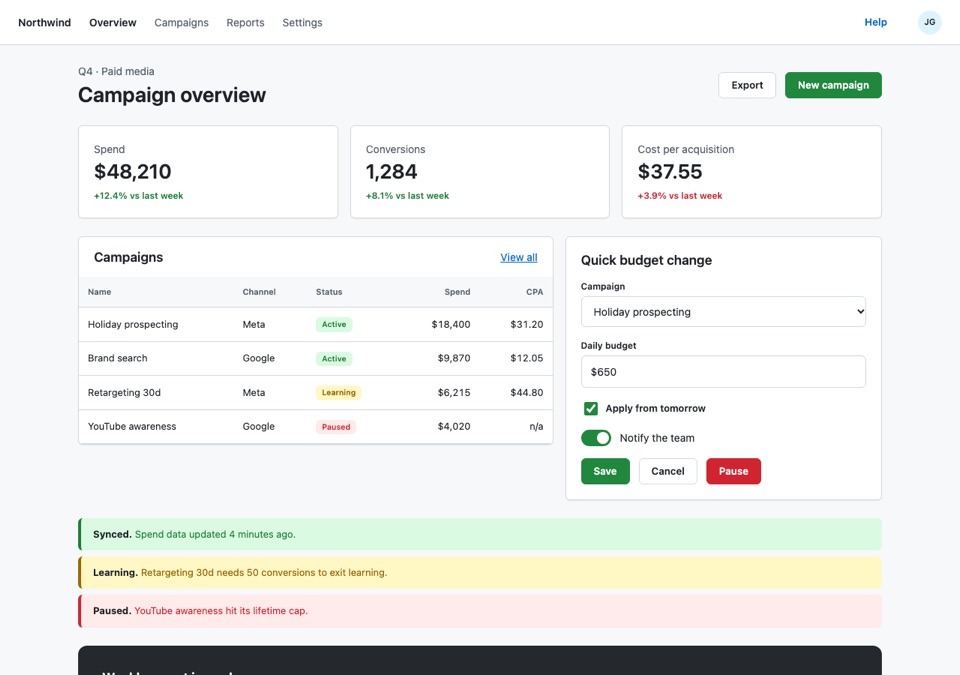 Northwind Overview Campaigns Reports Settings Help JG
Q4 · Paid media
Campaign overview
Export New campaign
Spend
$48,210
+12.4% vs last week
Conversions
1,284
+8.1% vs last week
Cost per acquisition
$37.55
+3.9% vs last week
Campaigns View all
Name Channel Status Spend CPA
Holiday prospecting Meta Active $18,400 $31.20
Brand search Google Active $9,870 $12.05
Retargeting 30d Meta Learning $6,215 $44.80
YouTube awareness Google Paused $4,020 n/a
Quick budget change
Campaign
Holiday prospecting
Daily budget
$650
Apply from tomorrow
Notify the team
Save Cancel Pause
Synced. Spend data updated 4 minutes ago.
Learning. Retargeting 30d needs 50 conversions to exit learning.
Paused. YouTube awareness hit its lifetime cap.